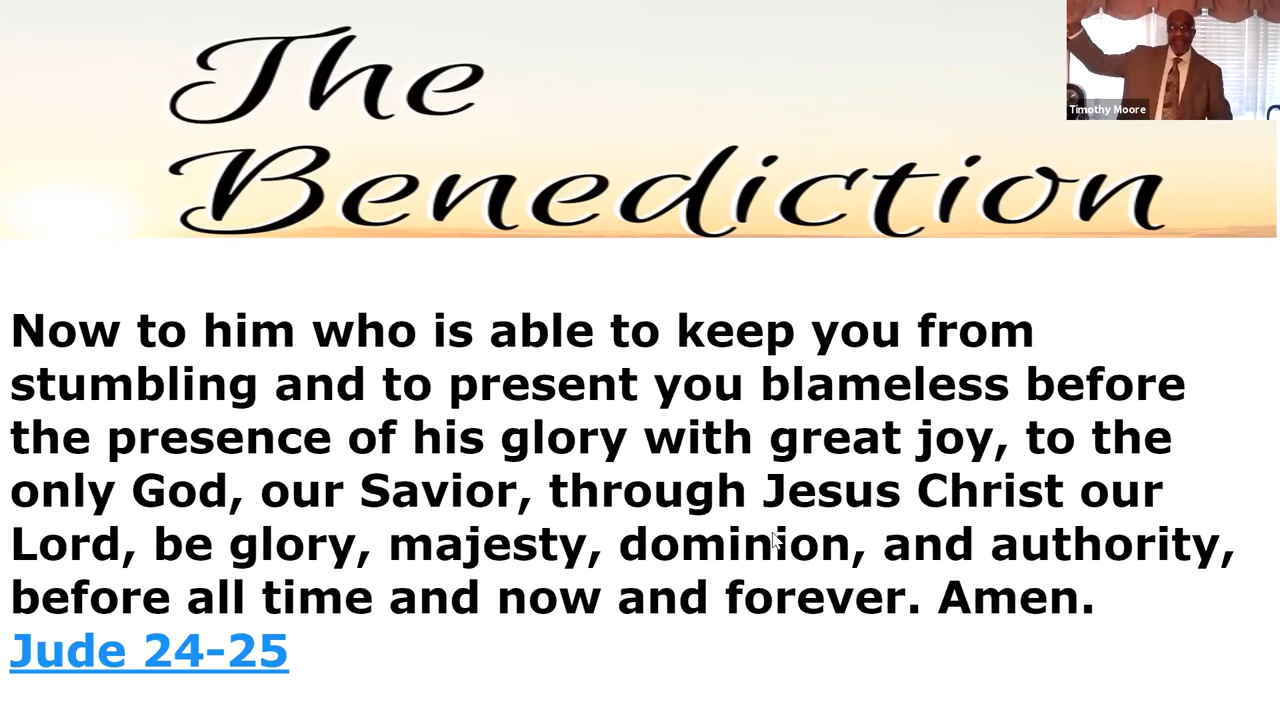 The
Benediction
Timothy Moore
Now to him who is able to keep you from
stumbling and to present you blameless before
the presence of his glory with great joy, to the
only God, our Savior, through Jesus Christ our
Lord, be glory, majesty, dominion, and authority,
before all time and now and forever. Amen.
Jude 24-25